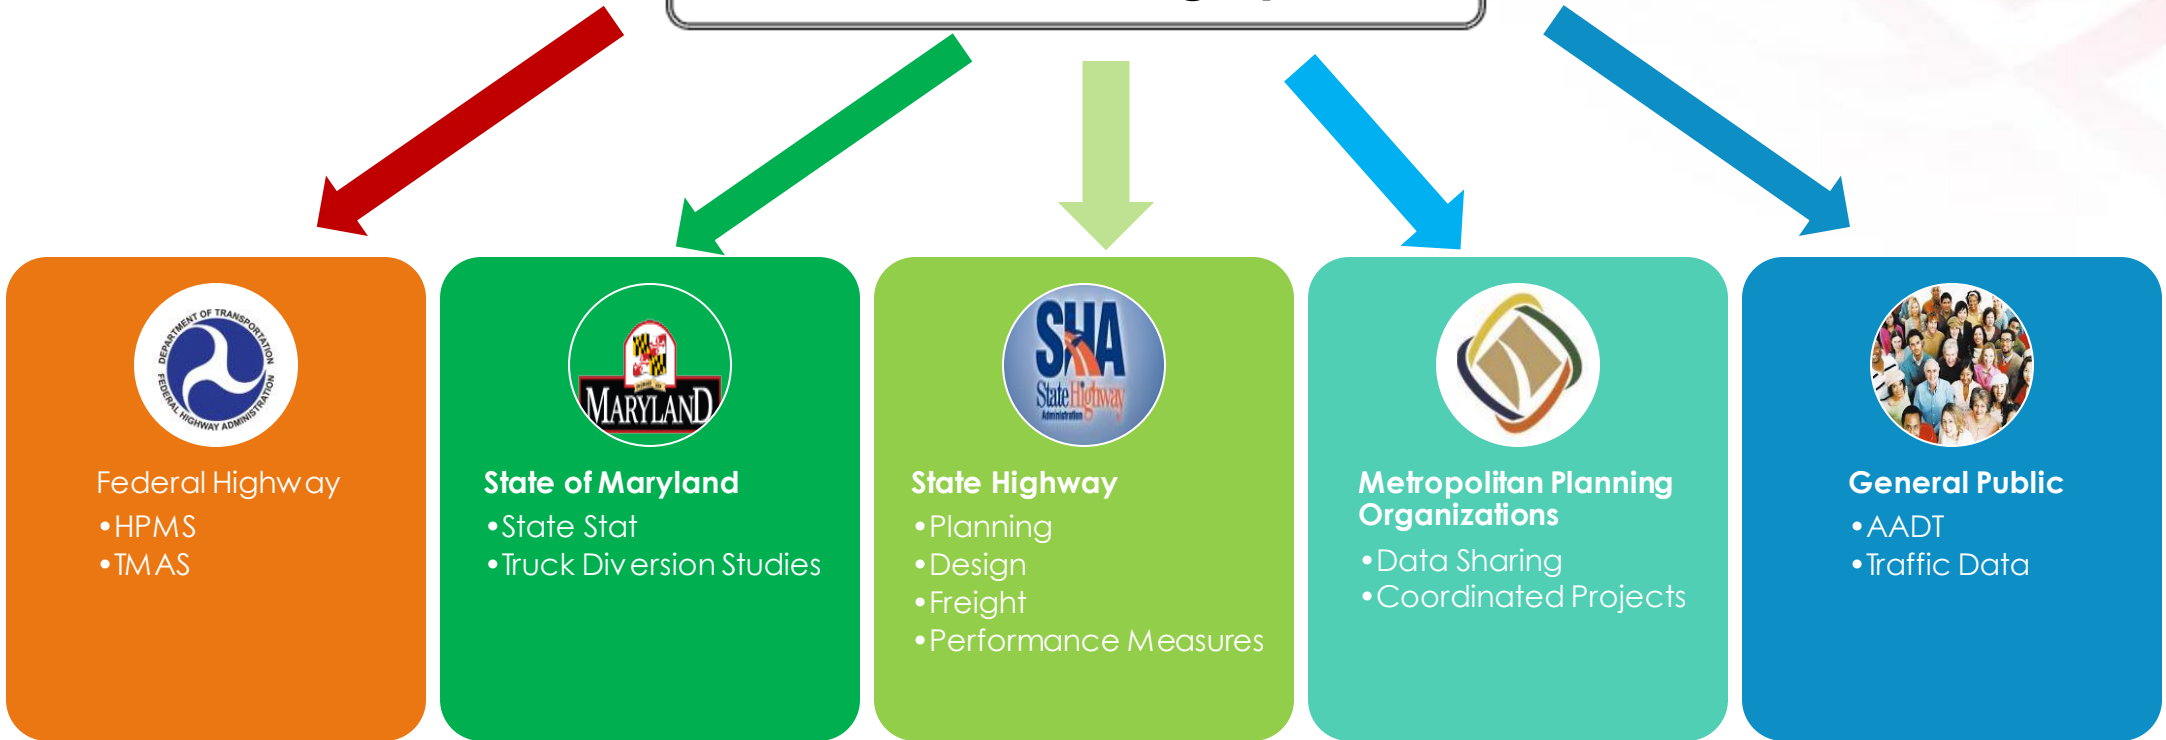 DEPARTMENT OF TRANSPORTATION
FEDERAL HIGHWAY ADMINISTRATION
Federal Highway
•HPMS
•TMAS
MARYLAND
State of Maryland
•State Stat
•Truck Diversion Studies
SHA
State Highway
Administration
State Highway
•Planning
•Design
•Freight
•Performance Measures
Metropolitan Planning
Organizations
•Data Sharing
•Coordinated Projects
General Public
•AADT
•Traffic Data